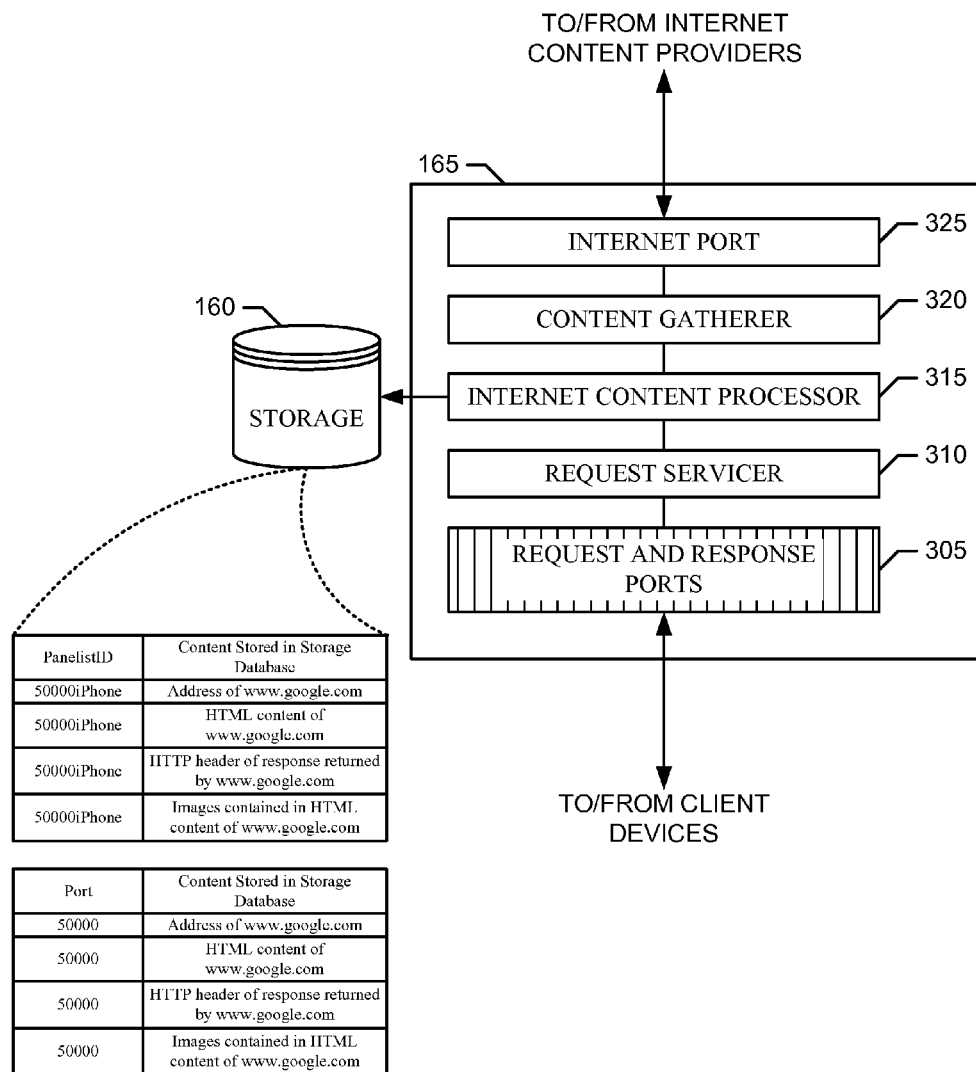 TO/FROM INTERNET
CONTENT PROVIDERS
165
INTERNET PORT
325
CONTENT GATHERER
320
160
INTERNET CONTENT PROCESSOR
315
STORAGE
REQUEST SERVICER
310
REQUEST AND RESPONSE
PORTS
305
TO/FROM CLIENT
DEVICES
PanelistID
Content Stored in Storage
Database
50000iPhone
Address of www.google.com
50000iPhone
HTML content of
www.google.com
50000iPhone
HTTP header of response returned
by www.google.com
50000iPhone
Images contained in HTML
content of www.google.com
Port
Content Stored in Storage
Database
50000
Address of www.google.com
50000
HTML content of
www.google.com
50000
HTTP header of response returned
by www.google.com
50000
Images contained in HTML
content of www.google.com